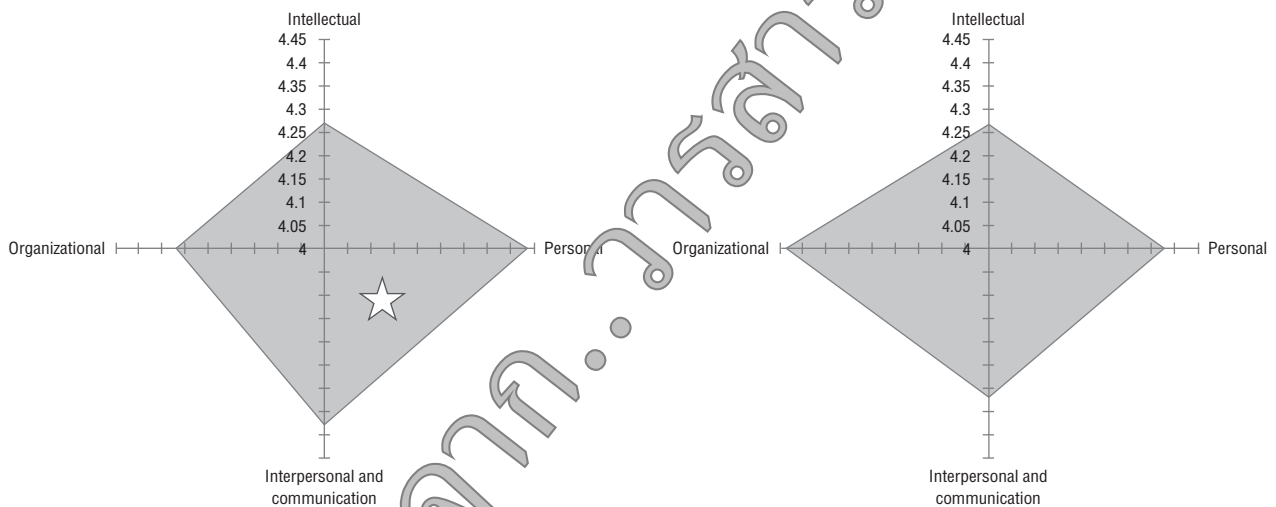 Intellectual
4.45
4.4
4.35
4.3
4.25
4.2
4.15
4.1
4.05
4
Organizational
Personal
Interpersonal and
communication
Intellectual
4.45
4.4
4.35
4.3
4.25
4.2
4.15
4.1
4.05
4
Organizational
Personal
Interpersonal and
communication